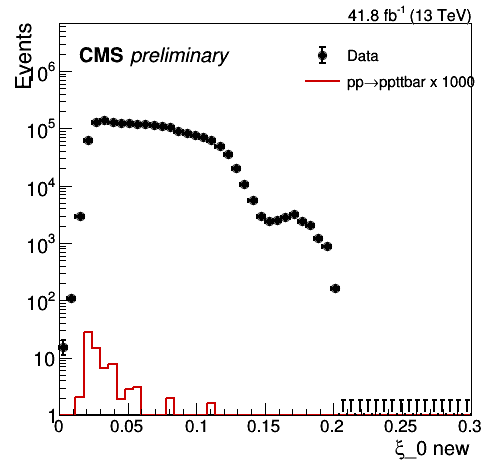 41.8 fb⁻¹ (13 TeV)
Events
CMS preliminary
Data
pp→ppttbar x 1000
10⁶
10⁵
10⁴
10³
10²
10
1
0 0.05 0.1 0.15 0.2 0.25 0.3
ξ_0 new